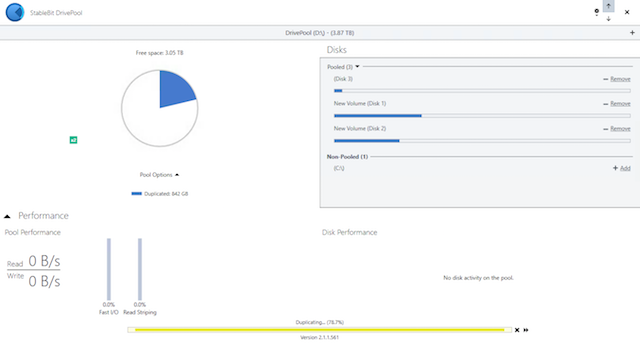 StableBit DrivePool
DrivePool (D:\) - (3.87 TB)
Free space: 3.05 TB
x2
Pool Options
Duplicated: 842 GB
Disks
Pooled (3)
(Disk 3)
Remove
New Volume (Disk 1)
Remove
New Volume (Disk 2)
Remove
Non-Pooled (1)
(C:\)
Add
Performance
Pool Performance
Read 0 B/s
Write 0 B/s
0.0%
Fast I/O
0.0%
Read Striping
Disk Performance
No disk activity on the pool.
Duplicating... (78.7%)
Version 2.1.1.561